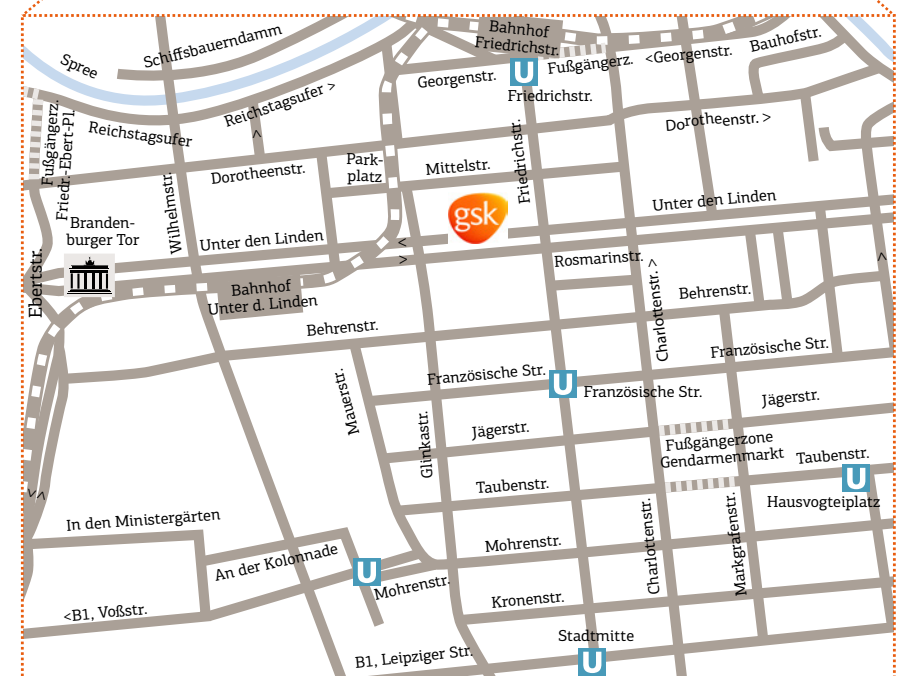 Bahnhof
Friedrichstr.
Schiffsbauerndamm
Spree
U
Fußgängerz.
<Georgenstr.
Bauhofstr.
Georgenstr.
Friedrichstr.
Reichstagsufer >
Reichstagsufer
>
Fußgängerz.
Friedr.-Ebert-Pl.
Dorotheenstr. >
Friedrichstr.
Park-
platz
Mittelstr.
Dorotheenstr.
Wilhelmstr.
gsk
Unter den Linden
Branden-
burger Tor
Unter den Linden
<
>
Rosmarinstr.
>
>
Ebertstr.
Bahnhof
Unter d. Linden
Behrenstr.
Charlottenstr.
Behrenstr.
Französische Str.
Französische Str.
U
Französische Str.
Mauerstr.
Jägerstr.
Glinkastr.
Jägerstr.
Fußgängerzone
Gendarmenmarkt
Taubenstr.
Taubenstr.
U
Hausvogteiplatz
>
>
In den Ministergärten
Charlottenstr.
Markgrafenstr.
Mohrenstr.
An der Kolonnade
U
Mohrenstr.
<B1, Voßstr.
Kronenstr.
Stadtmitte
U
B1, Leipziger Str.